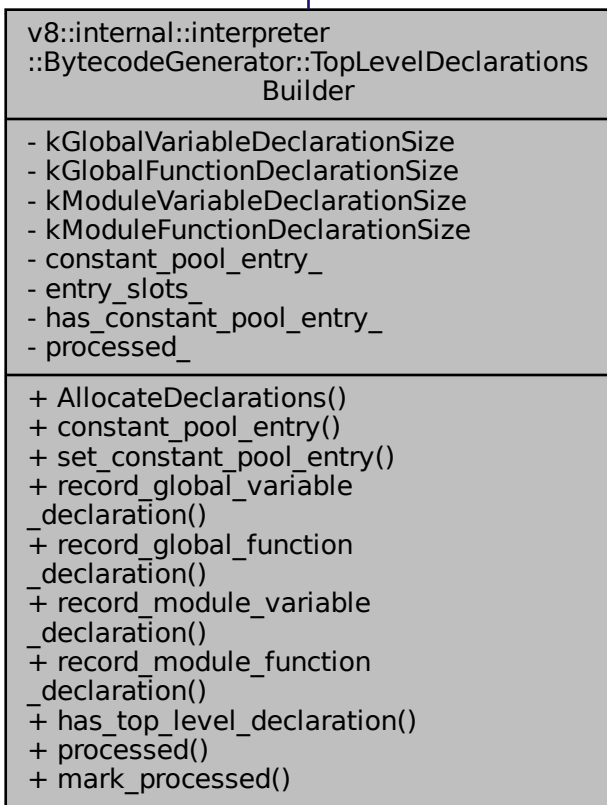 v8::internal::interpreter
::BytecodeGenerator::TopLevelDeclarations
Builder
- kGlobalVariableDeclarationSize
- kGlobalFunctionDeclarationSize
- kModuleVariableDeclarationSize
- kModuleFunctionDeclarationSize
- constant_pool_entry_
- entry_slots_
- has_constant_pool_entry_
- processed_
+ AllocateDeclarations()
+ constant_pool_entry()
+ set_constant_pool_entry()
+ record_global_variable
_declaration()
+ record_global_function
_declaration()
+ record_module_variable
_declaration()
+ record_module_function
_declaration()
+ has_top_level_declaration()
+ processed()
+ mark_processed()